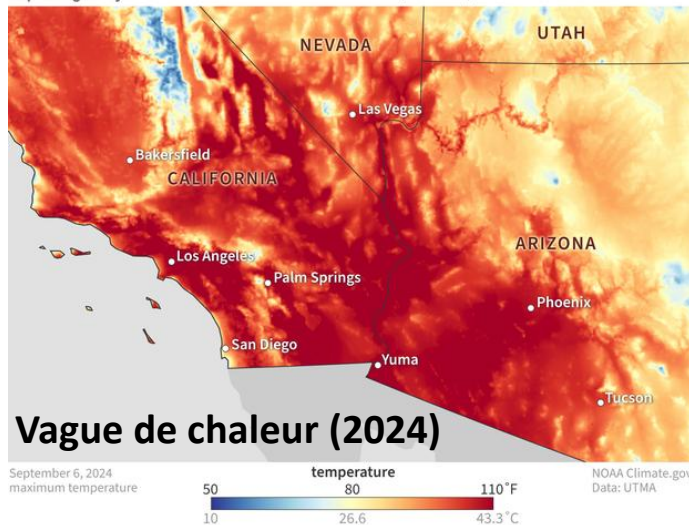 UTAH
NEVADA
Las Vegas
Bakersfield
CALIFORNIA
ARIZONA
Los Angeles
Palm Springs
Phoenix
San Diego
Yuma
Tucson
Vague de chaleur (2024)
September 6, 2024
maximum temperature
temperature
50 80 110°F
10 26.6 43.3°C
NOAA Climate.gov
Data: UTMA